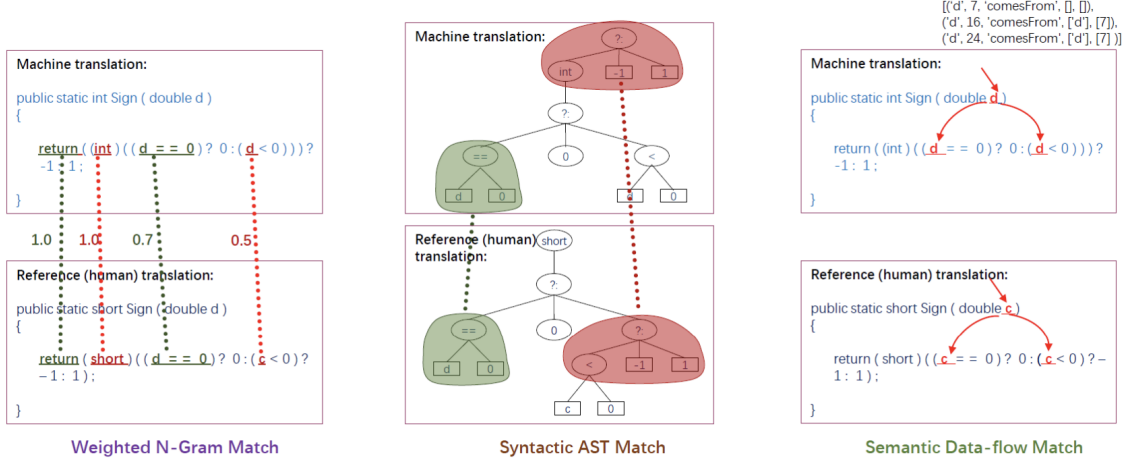 [('d', 7, 'comesFrom', [], []),
('d', 16, 'comesFrom', ['d'], [7]),
('d', 24, 'comesFrom', ['d'], [7] )]
Machine translation:
public static int Sign ( double d )
{
return ( ( int ) ( ( d == 0 ) ? 0 : ( d < 0 ) ) ) ?
-1 : 1 ;
}
1.0 1.0 0.7 0.5
Reference (human) translation:
public static short Sign ( double d )
{
return ( short ) ( ( d == 0 ) ? 0 : ( c < 0 ) ?
– 1 : 1 ) ;
}
Weighted N-Gram Match
Machine translation:
?:
int -1 1
?:
== 0 <
d 0 d 0
Reference (human)
translation:
short
?:
== 0 ?:
d 0 < -1 1
c 0
Syntactic AST Match
Machine translation:
public static int Sign ( double d )
{
return ( (int ) ( ( d == 0 ) ? 0 : ( d < 0 ) ) ) ?
-1 : 1 ;
}
Reference (human) translation:
public static short Sign ( double c )
{
return ( short ) ( ( c == 0 ) ? 0 : ( c < 0 ) ? –
1 : 1 ) ;
}
Semantic Data-flow Match